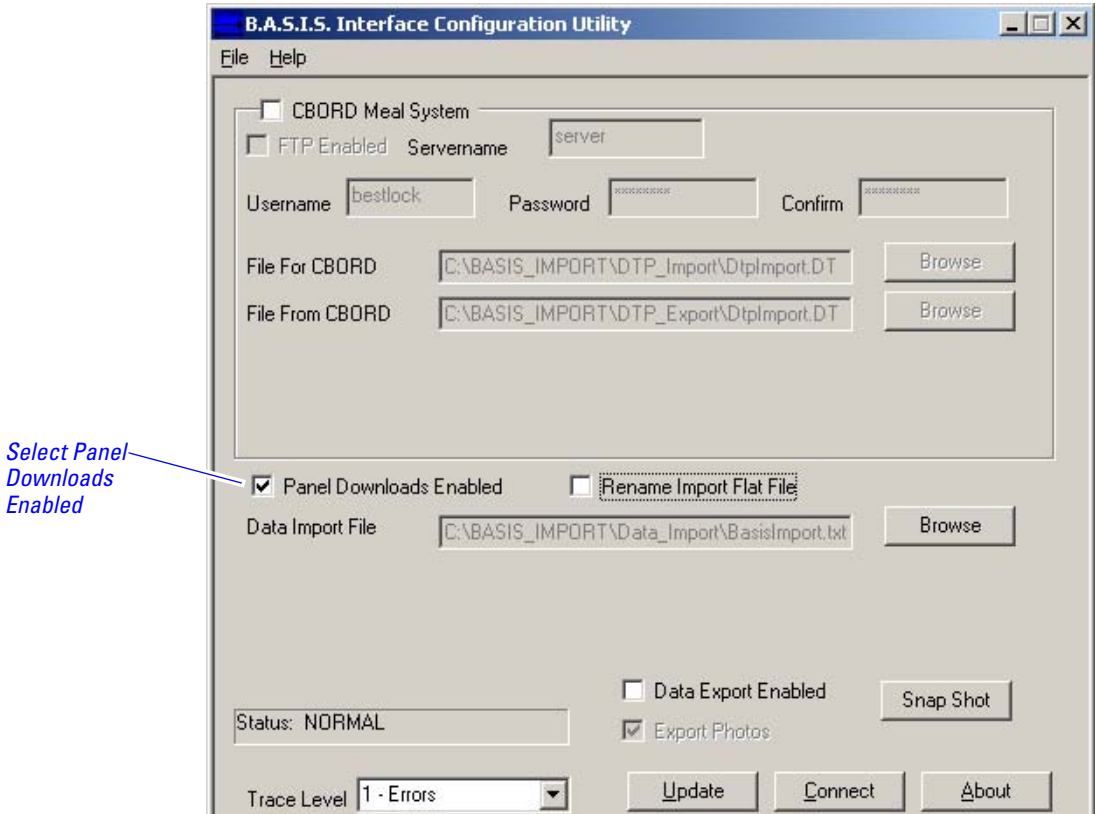 B.A.S.I.S. Interface Configuration Utility
File Help
CBORD Meal System
FTP Enabled Servername server
Username bestlock Password ******** Confirm ********
File For CBORD C:\BASIS_IMPORT\DTP_Import\DtpImport.DT Browse
File From CBORD C:\BASIS_IMPORT\DTP_Export\DtpImport.DT Browse
Select Panel
Downloads
Enabled
Panel Downloads Enabled Rename Import Flat File
Data Import File C:\BASIS_IMPORT\Data_Import\BasisImport.txt Browse
Data Export Enabled Snap Shot
Status: NORMAL
Export Photos
Trace Level 1 - Errors Update Connect About